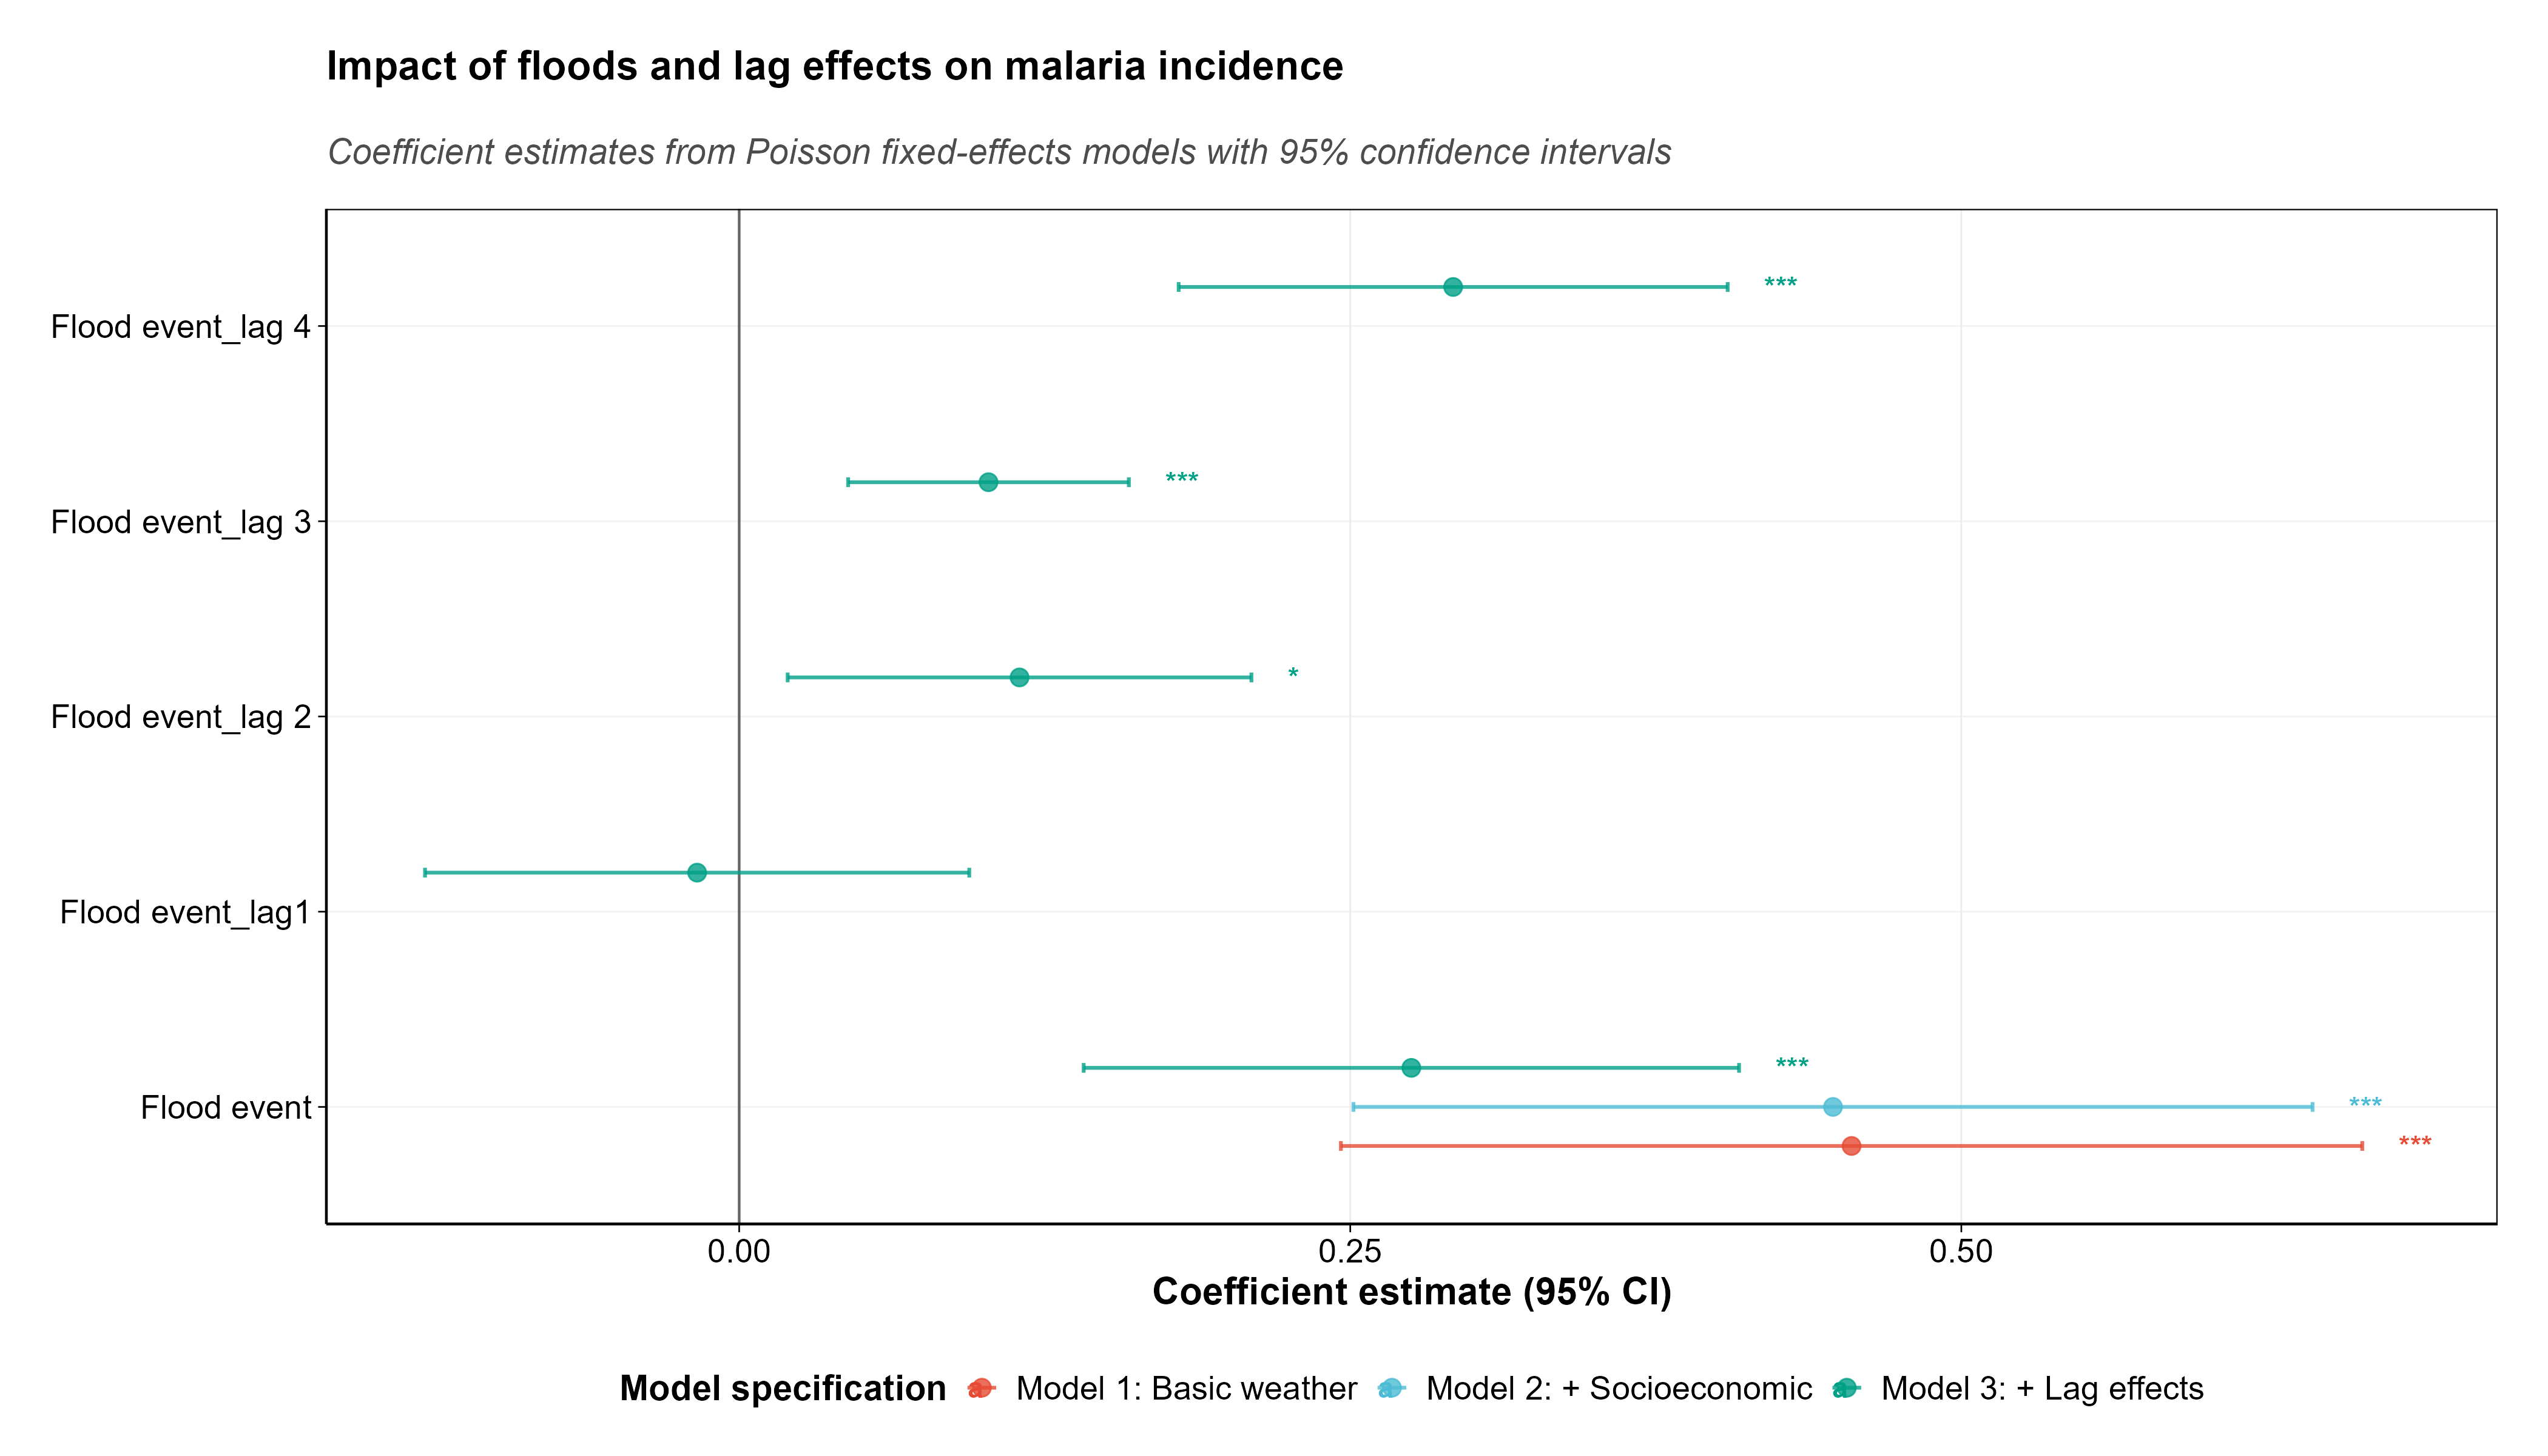 Impact of floods and lag effects on malaria incidence
Coefficient estimates from Poisson fixed-effects models with 95% confidence intervals
***
Flood event_lag 4
***
Flood event_lag 3
*
Flood event_lag 2
Flood event_lag1
***
Flood event
***
***
0.00 0.25 0.50
Coefficient estimate (95% CI)
Model specification a Model 1: Basic weather a Model 2: + Socioeconomic a Model 3: + Lag effects